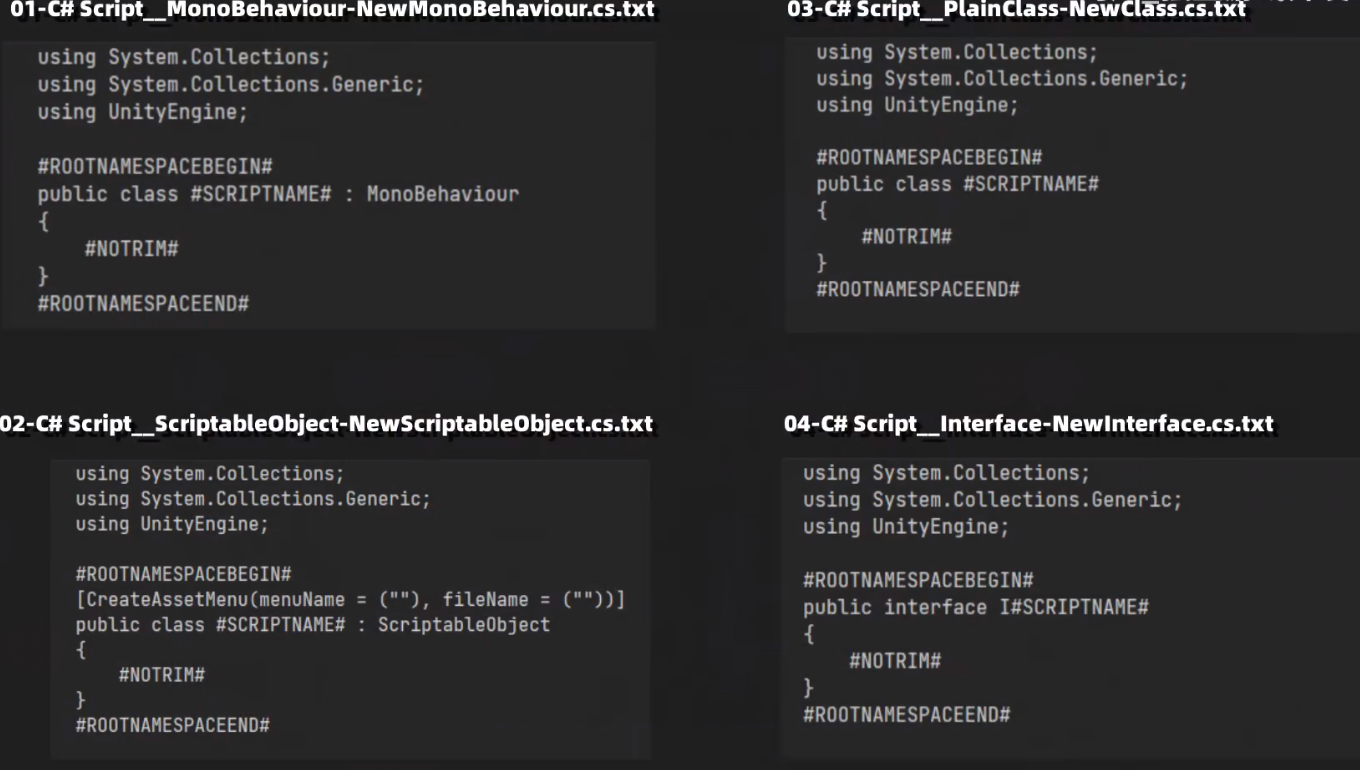 01-C# Script__MonoBehaviour-NewMonoBehaviour.cs.txt
using System.Collections;
using System.Collections.Generic;
using UnityEngine;
#ROOTNAMESPACEBEGIN#
public class #SCRIPTNAME# : MonoBehaviour
{
#NOTRIM#
}
#ROOTNAMESPACEEND#
03-C# Script__PlainClass-NewClass.cs.txt
using System.Collections;
using System.Collections.Generic;
using UnityEngine;
#ROOTNAMESPACEBEGIN#
public class #SCRIPTNAME#
{
#NOTRIM#
}
#ROOTNAMESPACEEND#
02-C# Script__ScriptableObject-NewScriptableObject.cs.txt
using System.Collections;
using System.Collections.Generic;
using UnityEngine;
#ROOTNAMESPACEBEGIN#
[CreateAssetMenu(menuName = (""), fileName = (""))]
public class #SCRIPTNAME# : ScriptableObject
{
#NOTRIM#
}
#ROOTNAMESPACEEND#
04-C# Script__Interface-NewInterface.cs.txt
using System.Collections;
using System.Collections.Generic;
using UnityEngine;
#ROOTNAMESPACEBEGIN#
public interface I#SCRIPTNAME#
{
#NOTRIM#
}
#ROOTNAMESPACEEND#